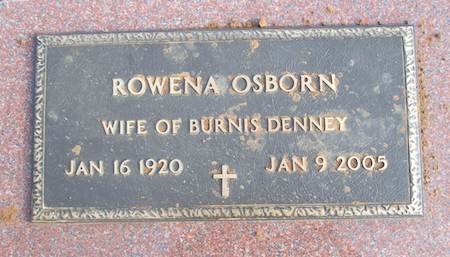 ROWENA OSBORN
WIFE OF BURNIS DENNEY
JAN 16 1920 JAN 9 2005